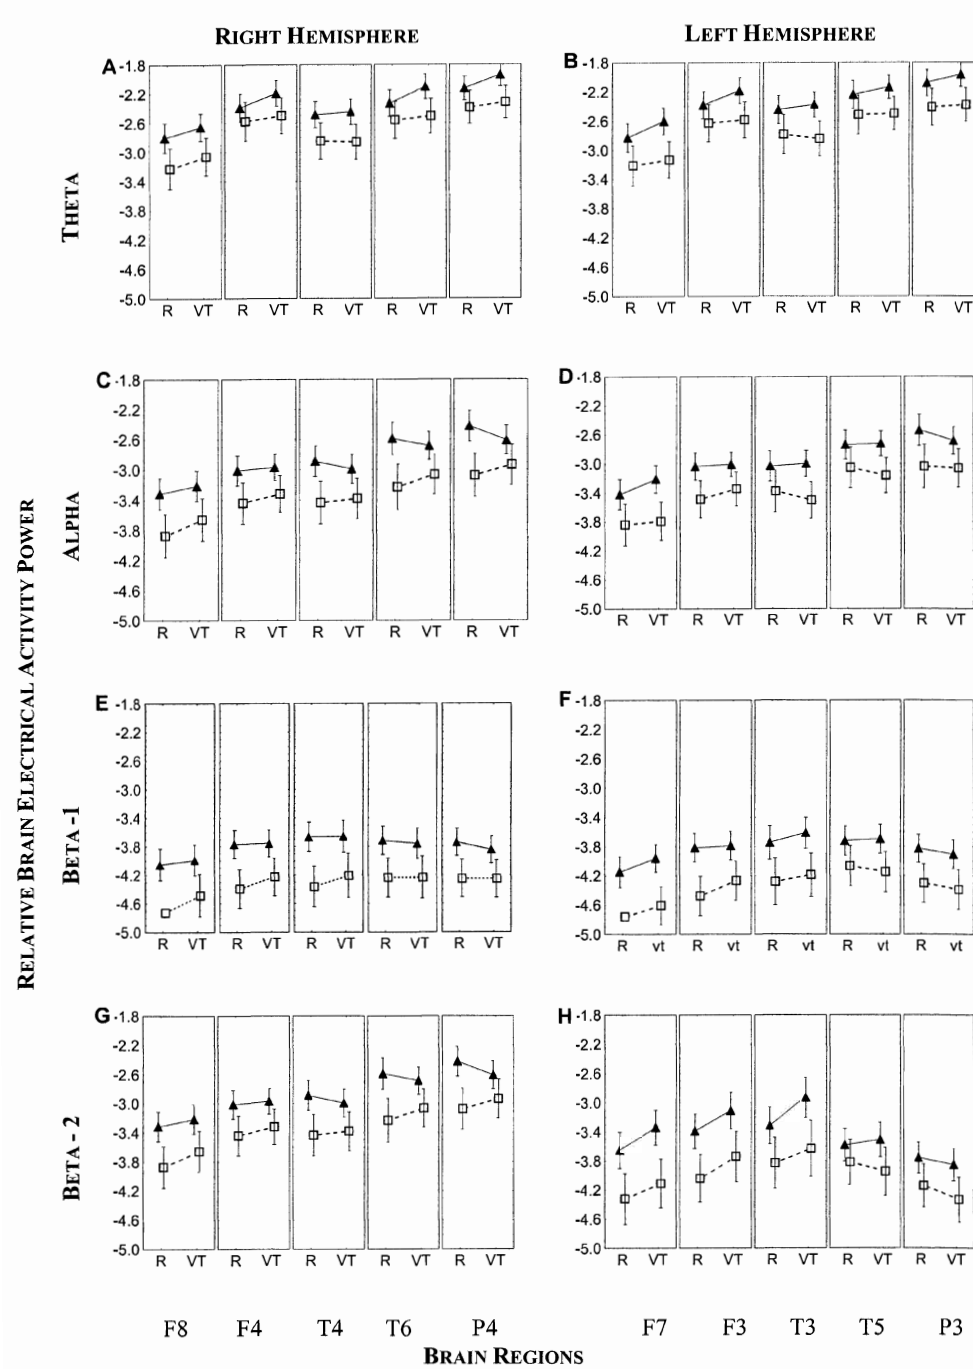 RIGHT HEMISPHERE
LEFT HEMISPHERE
RELATIVE BRAIN ELECTRICAL ACTIVITY POWER
THETA
A -1.8
-2.2
-2.6
-3.0
-3.4
-3.8
-4.2
-4.6
-5.0
R VT R VT R VT R VT R VT
B -1.8
-2.2
-2.6
-3.0
-3.4
-3.8
-4.2
-4.6
-5.0
R VT R VT R VT R VT R VT
ALPHA
C -1.8
-2.2
-2.6
-3.0
-3.4
-3.8
-4.2
-4.6
-5.0
R VT R VT R VT R VT R VT
D -1.8
-2.2
-2.6
-3.0
-3.4
-3.8
-4.2
-4.6
-5.0
R VT R VT R VT R VT R VT
BETA -1
E -1.8
-2.2
-2.6
-3.0
-3.4
-3.8
-4.2
-4.6
-5.0
R VT R VT R VT R VT R VT
F -1.8
-2.2
-2.6
-3.0
-3.4
-3.8
-4.2
-4.6
-5.0
R vt R vt R vt R vt R vt
BETA - 2
G -1.8
-2.2
-2.6
-3.0
-3.4
-3.8
-4.2
-4.6
-5.0
R VT R VT R VT R VT R VT
H -1.8
-2.2
-2.6
-3.0
-3.4
-3.8
-4.2
-4.6
-5.0
R VT R VT R VT R VT R VT
F8 F4 T4 T6 P4 F7 F3 T3 T5 P3
BRAIN REGIONS